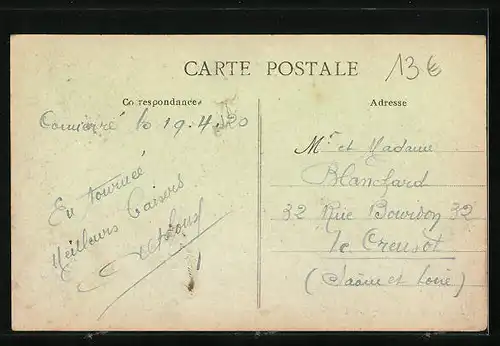 CARTE POSTALE
13€
Correspondance
Adresse
le 19.4.20
En tournée
Meilleurs baisers
Mr et Madame
Blanchard
32 Rue Bourdon 32
le Creusot
(Saône et Loire)